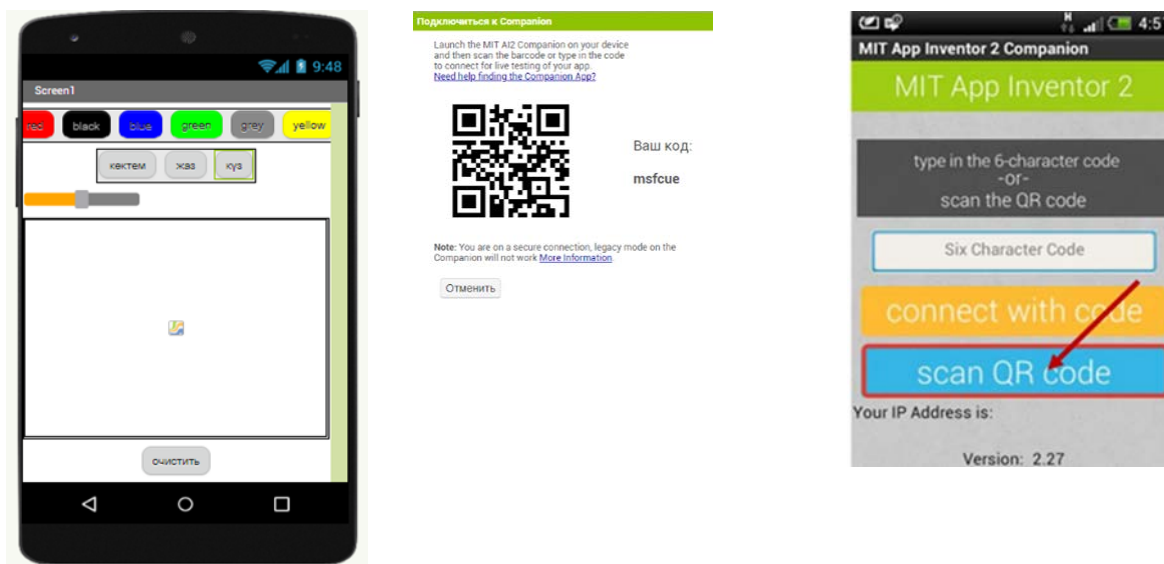 9:48
Screen1
red black blue green grey yellow
көктем жаз күз
очистить
Подключиться к Companion
Launch the MIT AI2 Companion on your device
and then scan the barcode or type in the code
to connect for live testing of your app.
Need help finding the Companion App?
Ваш код:
msfcue
Note: You are on a secure connection, legacy mode on the
Companion will not work More Information.
Отменить
H
4:5
MIT App Inventor 2 Companion
MIT App Inventor 2
type in the 6-character code
-or-
scan the QR code
Six Character Code
connect with code
scan QR code
Your IP Address is:
Version: 2.27